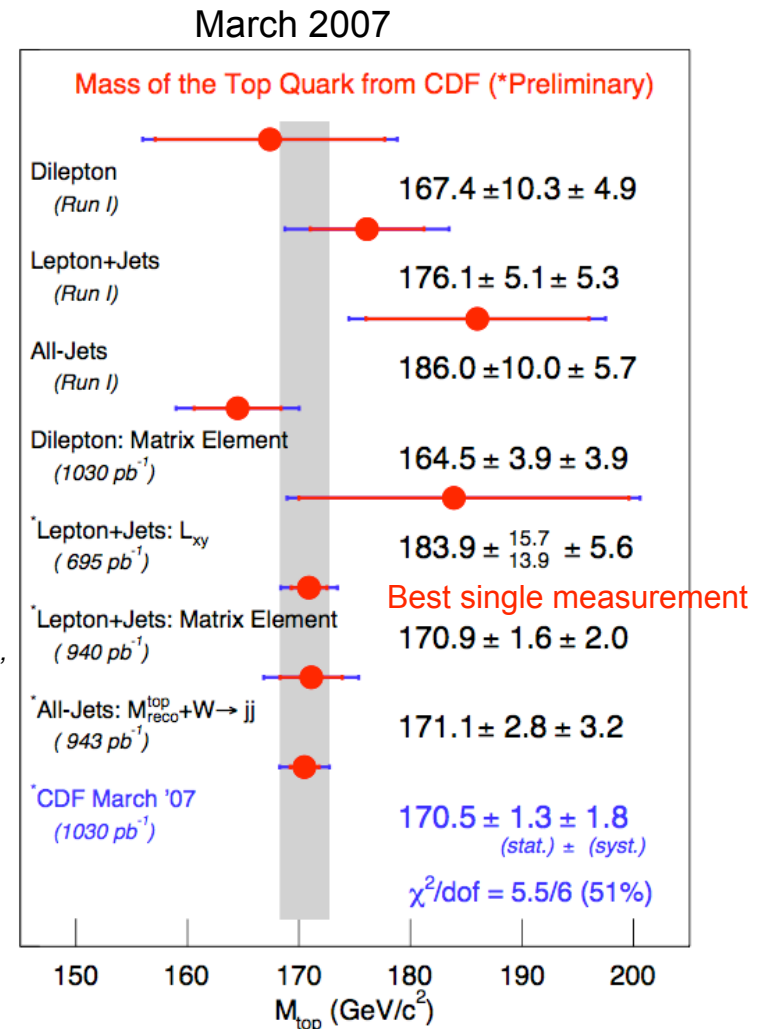 March 2007
Mass of the Top Quark from CDF (*Preliminary)
Dilepton
(Run I)
167.4 ±10.3 ± 4.9
Lepton+Jets
(Run I)
176.1± 5.1± 5.3
All-Jets
(Run I)
186.0 ±10.0 ± 5.7
Dilepton: Matrix Element
(1030 pb⁻¹)
164.5 ± 3.9 ± 3.9
*Lepton+Jets: Lxy
( 695 pb⁻¹)
183.9 ± 15.7 13.9 ± 5.6
Best single measurement
*Lepton+Jets: Matrix Element
( 940 pb⁻¹)
170.9 ± 1.6 ± 2.0
,
*All-Jets: M top reco +W→ jj
( 943 pb⁻¹)
171.1± 2.8 ± 3.2
*CDF March '07
(1030 pb⁻¹)
170.5 ± 1.3 ± 1.8
(stat.) ± (syst.)
χ²/dof = 5.5/6 (51%)
150 160 170 180 190 200
Mtop (GeV/c²)